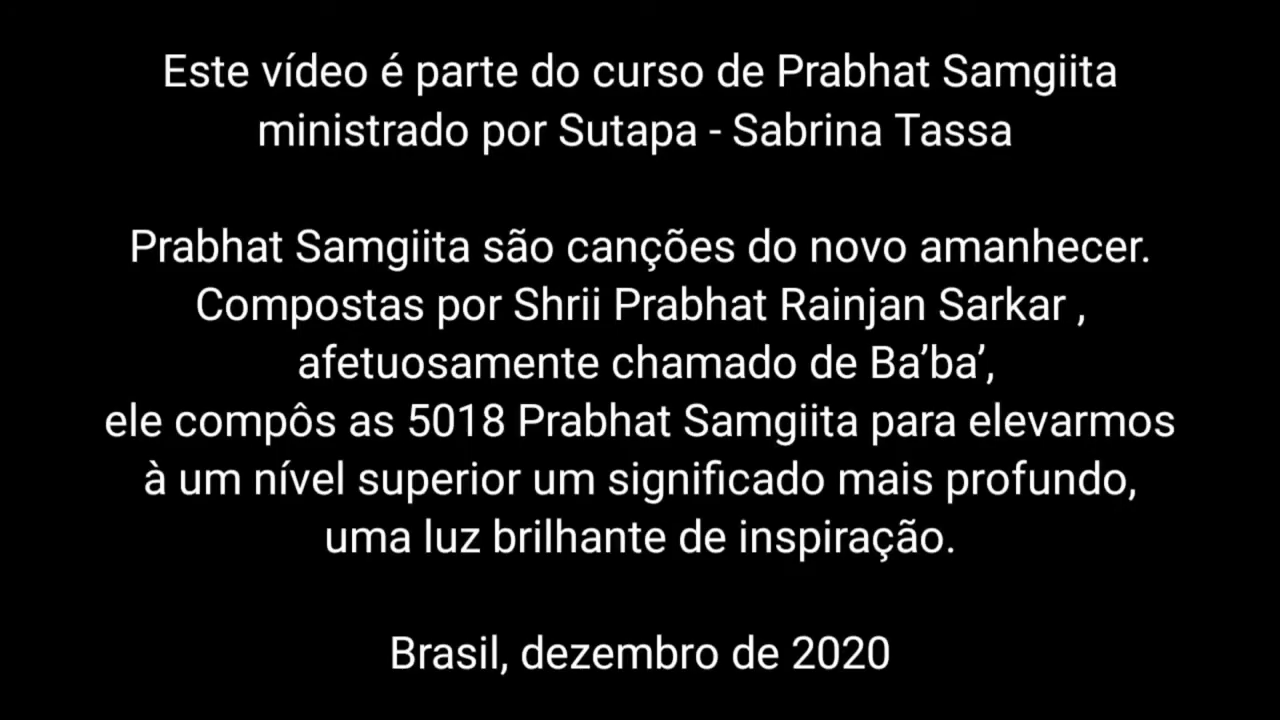 Este vídeo é parte do curso de Prabhat Samgiita
ministrado por Sutapa - Sabrina Tassa
Prabhat Samgiita são canções do novo amanhecer.
Compostas por Shrii Prabhat Rainjan Sarkar ,
afetuosamente chamado de Ba’ba’,
ele compôs as 5018 Prabhat Samgiita para elevarmos
à um nível superior um significado mais profundo,
uma luz brilhante de inspiração.
Brasil, dezembro de 2020